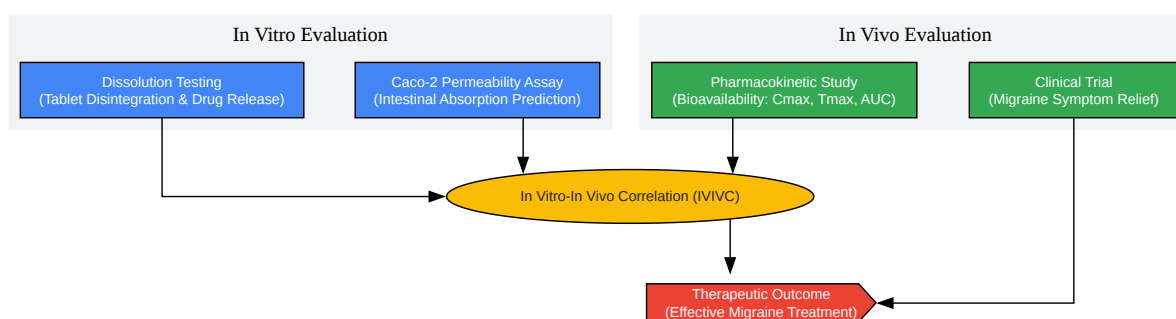 In Vitro Evaluation
In Vivo Evaluation
Dissolution Testing
(Tablet Disintegration & Drug Release)
Caco-2 Permeability Assay
(Intestinal Absorption Prediction)
Pharmacokinetic Study
(Bioavailability: Cmax, Tmax, AUC)
Clinical Trial
(Migraine Symptom Relief)
In Vitro-In Vivo Correlation (IVIVC)
Therapeutic Outcome
(Effective Migraine Treatment)